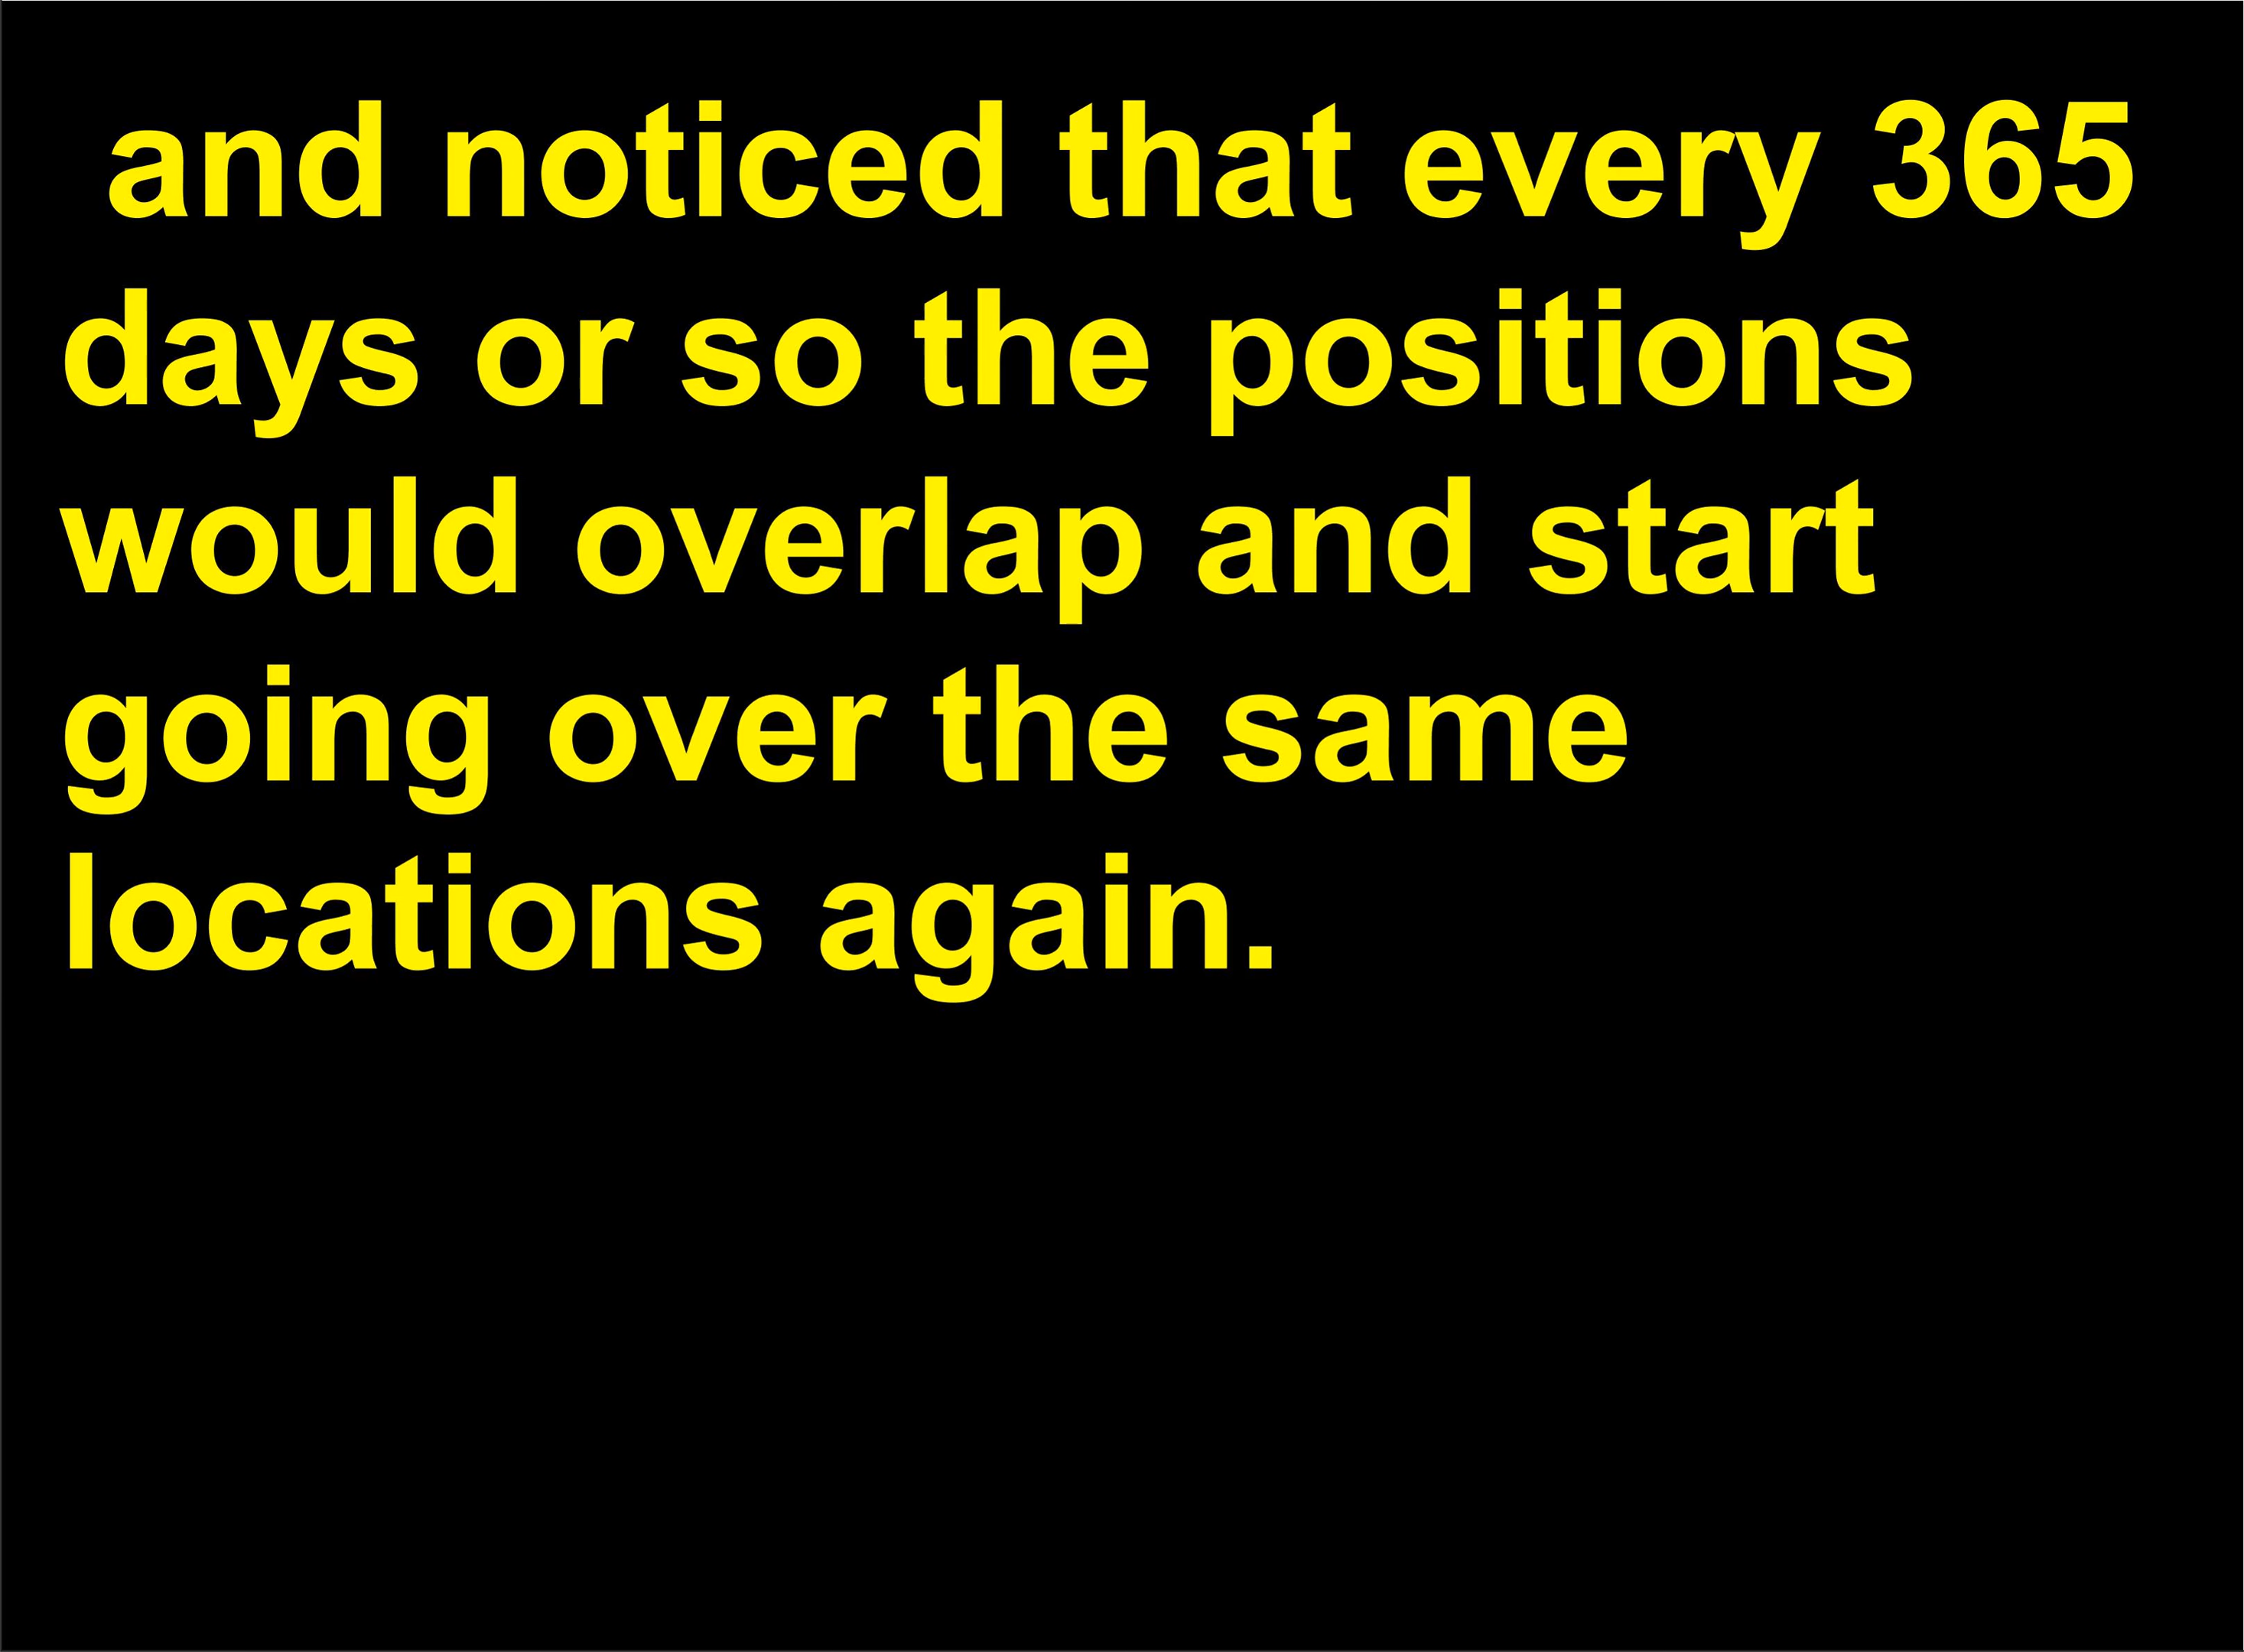 and noticed that every 365
days or so the positions
would overlap and start
going over the same
locations again.